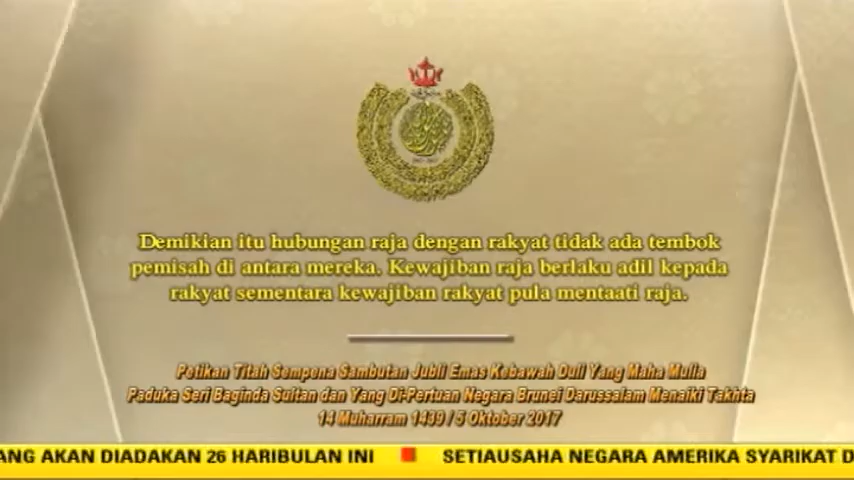 Demikian itu hubungan raja dengan rakyat tidak ada tembok
pemisah di antara mereka. Kewajiban raja berlaku adil kepada
rakyat sementara kewajiban rakyat pula mentaati raja.
Petikan Titah Sempena Sambutan Jubli Emas Kebawah Duli Yang Maha Mulia
Paduka Seri Baginda Sultan dan Yang Di-Pertuan Negara Brunei Darussalam Menaiki Takhta
14 Muharram 1439 / 5 Oktober 2017
ANG AKAN DIADAKAN 26 HARIBULAN INI SETIAUSAHA NEGARA AMERIKA SYARIKAT D